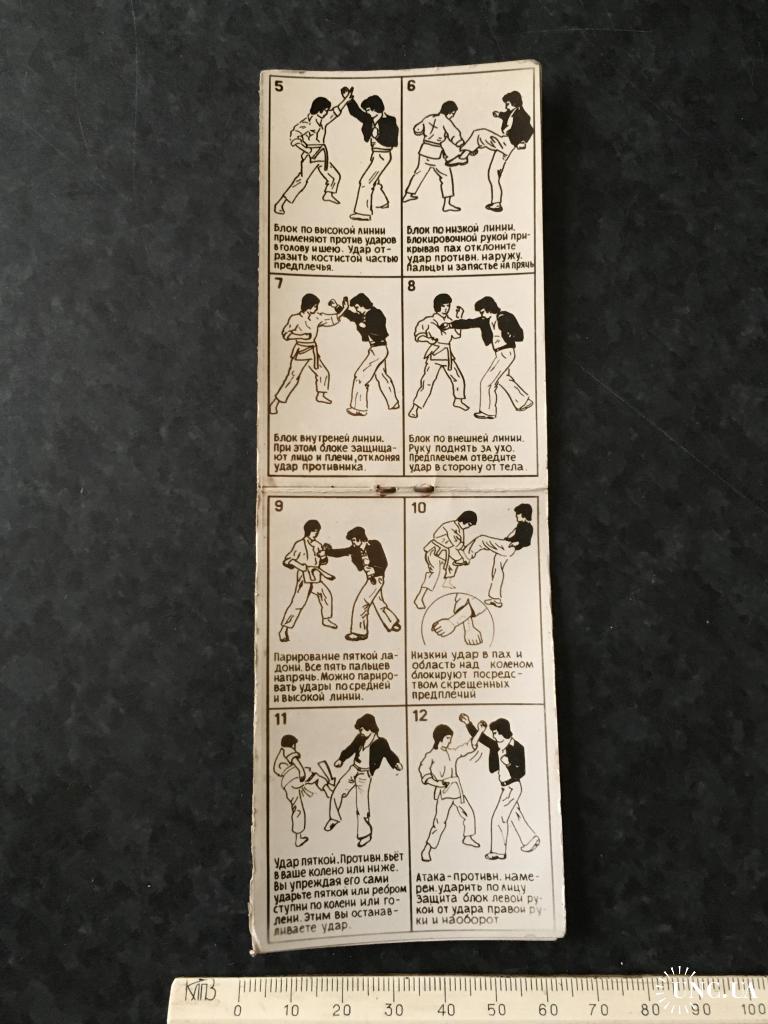 5
Блок по высокой линии
применяют против ударов
в голову и шею. Удар от-
разить костистой частью
предплечья.
6
Блок по низкой линии.
Блокировочной рукой при-
крывая пах отклоните
удар противн. наружу.
Пальцы и запястье напрячь
7
Блок внутреней линии.
При этом блоке защища-
ют лицо и плечи, отклоняя
удар противника.
8
Блок по внешней линии.
Руку поднять за ухо.
Предплечьем отведите
удар в сторону от тела.
9
Парирование пяткой ла-
дони. Все пять пальцев
напрячь. Можно париро-
вать удары по средней
и высокой линии.
10
Низкий удар в пах и
область над коленом
блокируют посредс-
твом скрещенных
предплечий
11
Удар пяткой. Противн. бьёт
в ваше колено или ниже.
Вы упреждая его сами
ударьте пяткой или ребром
ступни по колени или го-
лени. Этим вы останав-
ливаете удар.
12
Атака - противн. наме-
рен ударить по лицу
Защита блок левой ру-
кой от удара правой ру-
ки и наоборот
КЛПЗ
0 10 20 30 40 50 60 70 80 90 100
UNC.UA